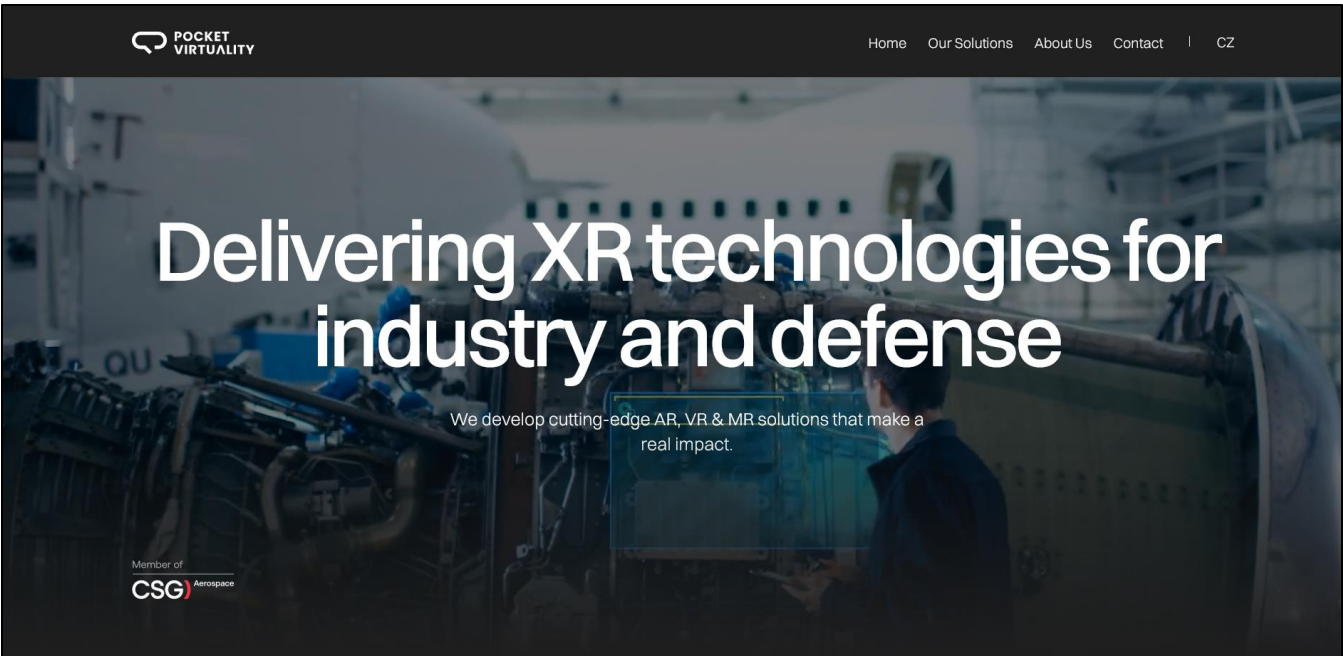 POCKET
VIRTUALITY
Home
Our Solutions
About Us
Contact
CZ
Delivering XR technologies for
industry and defense
We develop cutting-edge AR, VR & MR solutions that make a
real impact.
QU
Member of
CSG) Aerospace